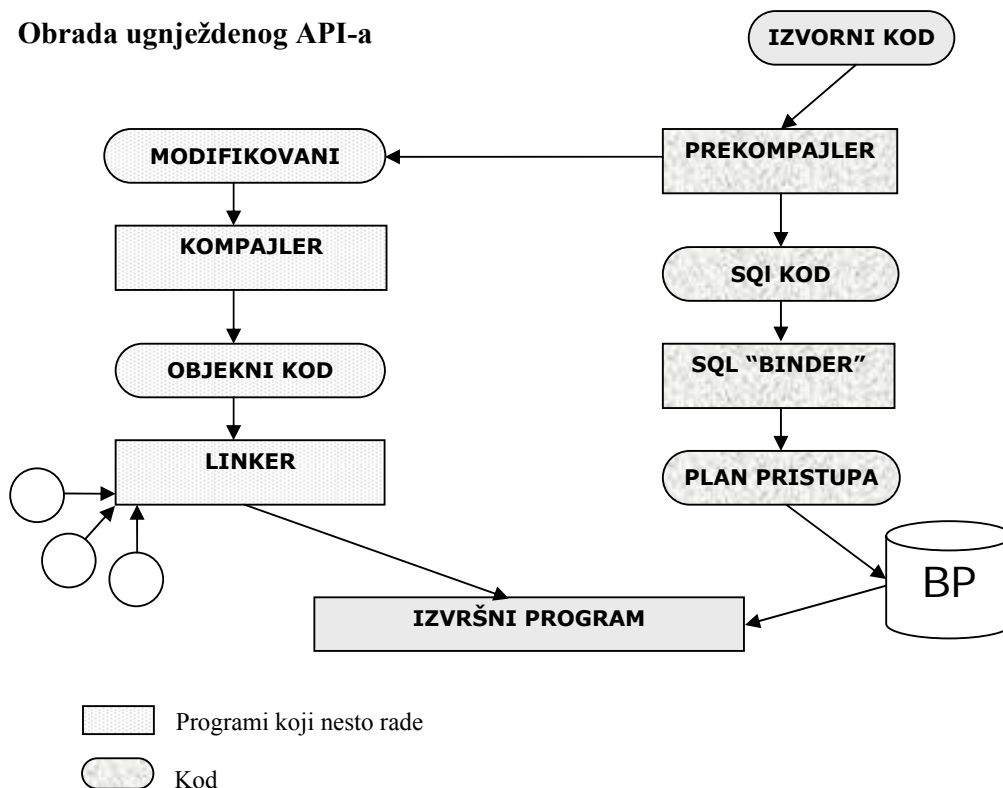 Obrada ugnježdenog API-a
IZVORNI KOD
MODIFIKOVANI
PREKOMPAJLER
KOMPAJLER
SQl KOD
OBJEKNI KOD
SQL “BINDER”
LINKER
PLAN PRISTUPA
BP
IZVRŠNI PROGRAM
Programi koji nesto rade
Kod